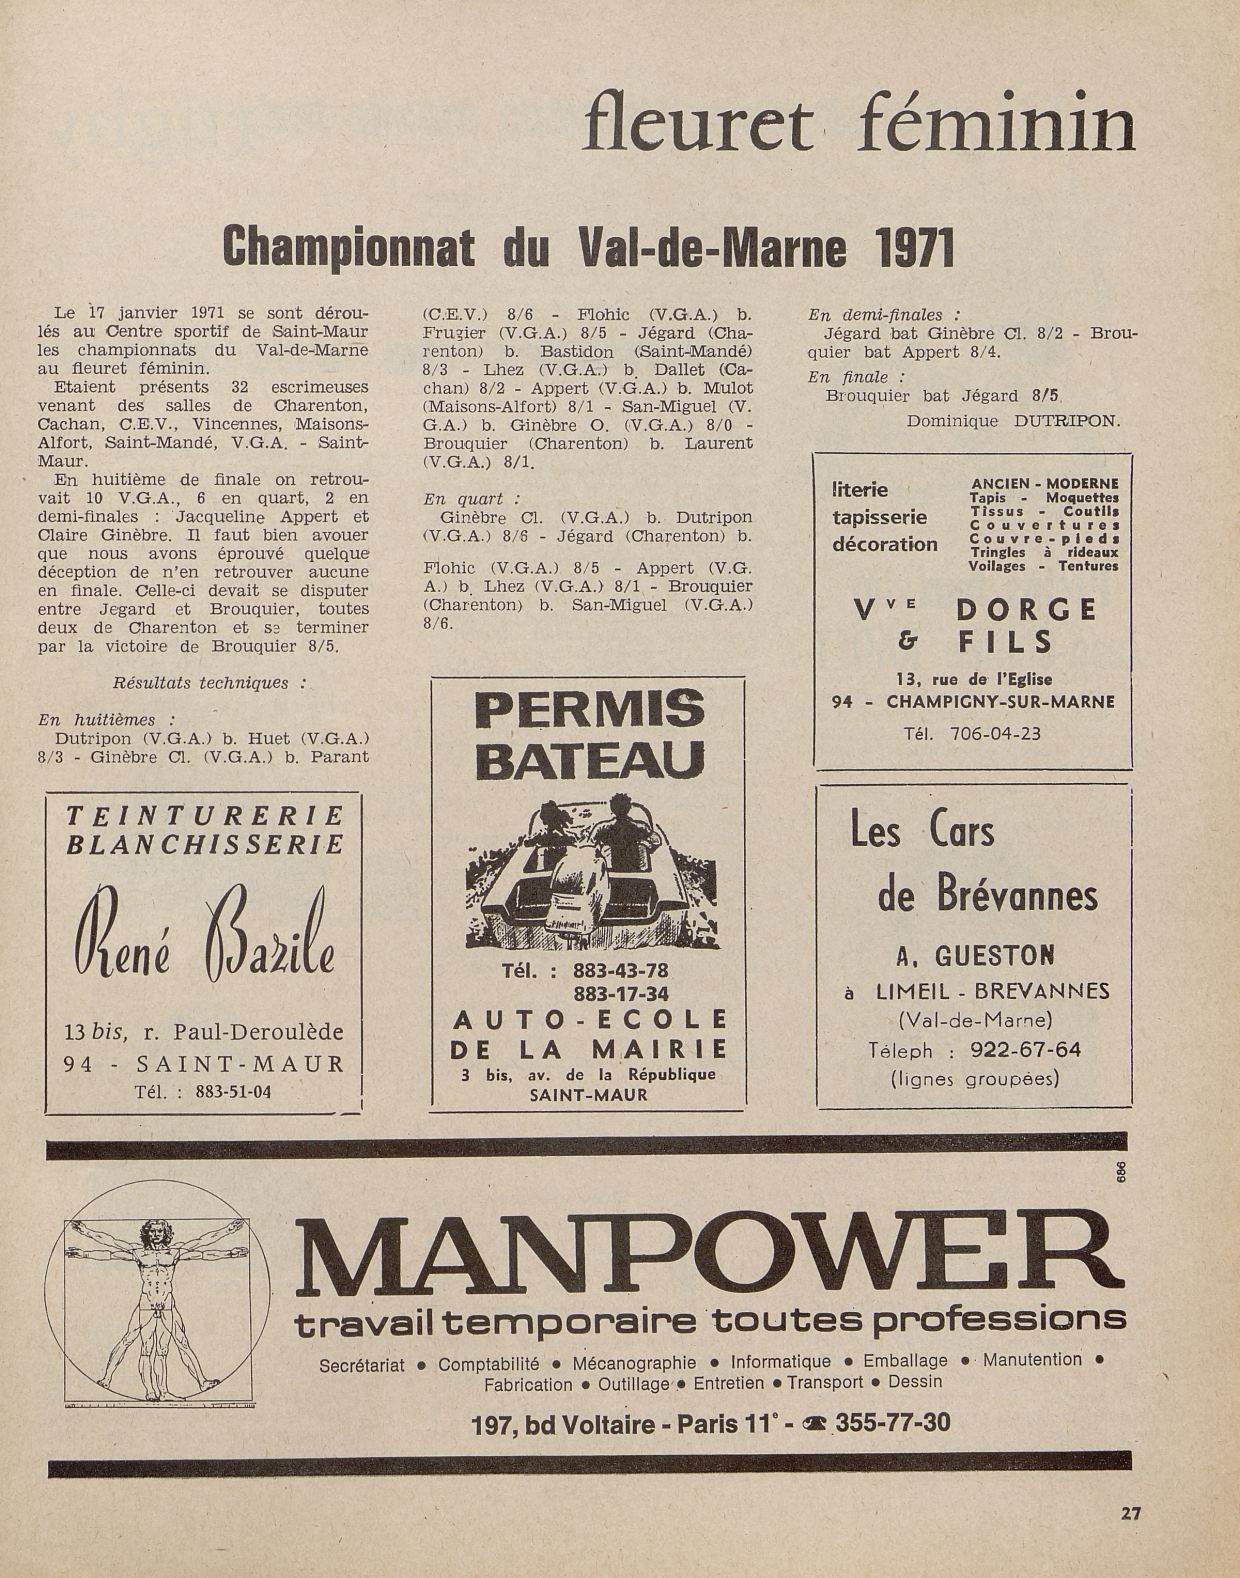 fleuret féminin
Championnat du Val-de-Marne 1971
Le 17 janvier 1971 se sont dérou-
lés au Centre sportif de Saint-Maur
les championnats du Val-de-Marne
au fleuret féminin.
Etaient présents 32 escrimeuses
venant des salles de Charenton,
Cachan, C.E.V., Vincennes, Maisons-
Alfort, Saint-Mandé, V.G.A. - Saint-
Maur.
En huitième de finale on retrou-
vait 10 V.G.A., 6 en quart, 2 en
demi-finales : Jacqueline Appert et
Claire Ginèbre. Il faut bien avouer
que nous avons éprouvé quelque
déception de n'en retrouver aucune
en finale. Celle-ci devait se disputer
entre Jegard et Brouquier, toutes
deux de Charenton et se terminer
par la victoire de Brouquier 8/5.
Résultats techniques :
En huitièmes :
Dutripon (V.G.A.) b. Huet (V.G.A.)
8/3 - Ginèbre Cl. (V.G.A.) b. Parant
(C.E.V.) 8/6 - Flohic (V.G.A.) b.
Frugier (V.G.A.) 8/5 - Jégard (Cha-
renton) b. Bastidon (Saint-Mandé)
8/3 - Lhez (V.G.A.) b. Dallet (Ca-
chan) 8/2 - Appert (V.G.A.) b. Mulot
(Maisons-Alfort) 8/1 - San-Miguel (V.
G.A.) b. Ginèbre O. (V.G.A.) 8/0 -
Brouquier (Charenton) b. Laurent
(V.G.A.) 8/1.
En quart :
Ginèbre Cl. (V.G.A.) b. Dutripon
(V.G.A.) 8/6 - Jégard (Charenton) b.
Flohic (V.G.A.) 8/5 - Appert (V.G.
A.) b. Lhez (V.G.A.) 8/1 - Brouquier
(Charenton) b. San-Miguel (V.G.A.)
8/6.
En demi-finales :
Jégard bat Ginèbre Cl. 8/2 - Brou-
quier bat Appert 8/4.
En finale :
Brouquier bat Jégard 8/5.
Dominique DUTRIPON.
TEINTURERIE
BLANCHISSERIE
René Bazile
13 bis, r. Paul-Deroulède
94 - SAINT-MAUR
Tél. : 883-51-04
PERMIS
BATEAU
Tél. : 883-43-78
883-17-34
AUTO-ECOLE
DE LA MAIRIE
3 bis, av. de la République
SAINT-MAUR
literie
tapisserie
décoration
ANCIEN - MODERNE
Tapis - Moquettes
Tissus - Coutils
Couvertures
Couvre-pieds
Tringles à rideaux
Voilages - Tentures
Vve DORGE
& FILS
13, rue de l'Eglise
94 - CHAMPIGNY-SUR-MARNE
Tél. 706-04-23
Les Cars
de Brévannes
A. GUESTON
à LIMEIL - BREVANNES
(Val-de-Marne)
Téleph : 922-67-64
(lignes groupées)
989
MANPOWER
travail temporaire toutes professions
Secrétariat • Comptabilité • Mécanographie • Informatique • Emballage • Manutention •
Fabrication • Outillage • Entretien • Transport • Dessin
197, bd Voltaire - Paris 11e - ☎ 355-77-30
27